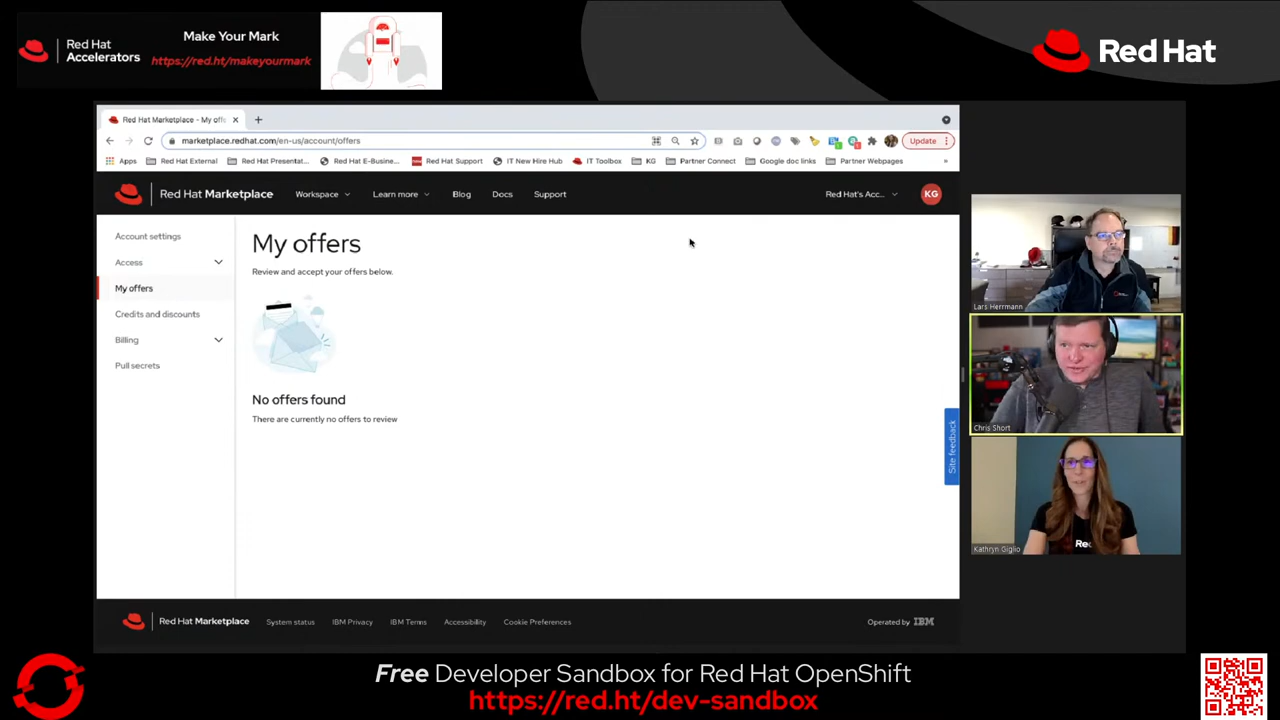 Red Hat
Accelerators
Make Your Mark
https://red.ht/makeyourmark
Red Hat
Red Hat Marketplace - My off
marketplace.redhat.com/en-us/account/offers
Update
Apps
Red Hat External
Red Hat Presentat...
Red Hat E-Busine...
Red Hat Support
IT New Hire Hub
IT Toolbox
KG
Partner Connect
Google doc links
Partner Webpages
»
Red Hat Marketplace
Workspace
Learn more
Blog
Docs
Support
Red Hat's Acc...
KG
Account settings
Access
My offers
Credits and discounts
Billing
Pull secrets
My offers
Review and accept your offers below.
No offers found
There are currently no offers to review
Site feedback
Lars Herrmann
Chris Short
Re
Kathryn Giglio
Red Hat Marketplace
System status
IBM Privacy
IBM Terms
Accessibility
Cookie Preferences
Operated by IBM
Free Developer Sandbox for Red Hat OpenShift
https://red.ht/dev-sandbox